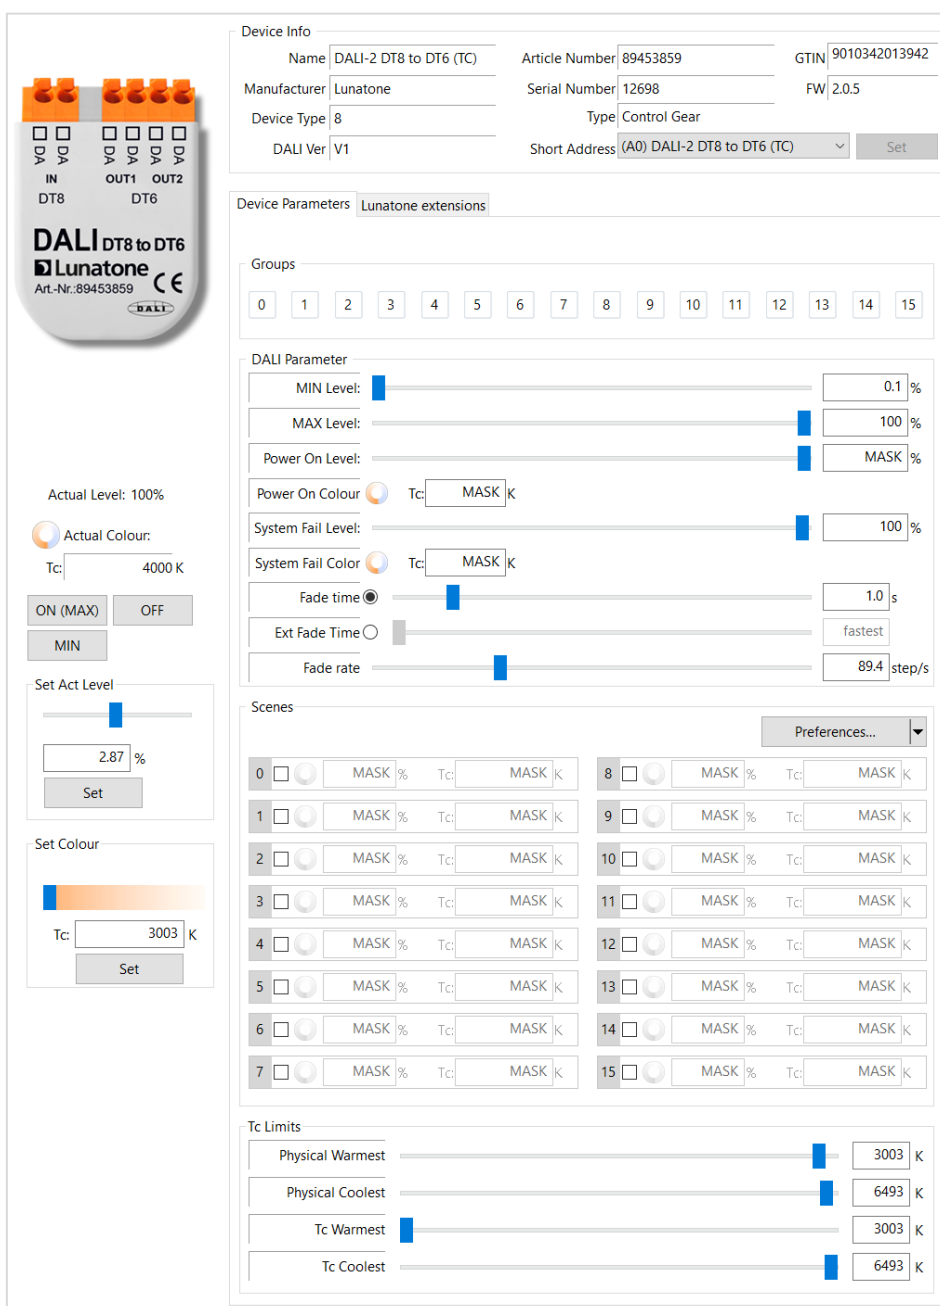 Device Info
Name DALI-2 DT8 to DT6 (TC) Article Number 89453859 GTIN 9010342013942
Manufacturer Lunatone Serial Number 12698 FW 2.0.5
Device Type 8 Type Control Gear
DALI Ver V1 Short Address (A0) DALI-2 DT8 to DT6 (TC) Set
DA DA DA DA DA DA
IN OUT1 OUT2
DT8 DT6
DALI DT8 to DT6
Lunatone
Art.-Nr.:89453859 CE
DALI
Device Parameters Lunatone extensions
Groups
0 1 2 3 4 5 6 7 8 9 10 11 12 13 14 15
DALI Parameter
MIN Level: 0.1 %
MAX Level: 100 %
Power On Level: MASK %
Power On Colour Tc: MASK K
System Fail Level: 100 %
System Fail Color Tc: MASK K
Fade time 1.0 s
Ext Fade Time fastest
Fade rate 89.4 step/s
Actual Level: 100%
Actual Colour:
Tc: 4000 K
ON (MAX) OFF
MIN
Set Act Level
2.87 %
Set
Set Colour
Tc: 3003 K
Set
Scenes
Preferences...
0 MASK % Tc: MASK K 8 MASK % Tc: MASK K
1 MASK % Tc: MASK K 9 MASK % Tc: MASK K
2 MASK % Tc: MASK K 10 MASK % Tc: MASK K
3 MASK % Tc: MASK K 11 MASK % Tc: MASK K
4 MASK % Tc: MASK K 12 MASK % Tc: MASK K
5 MASK % Tc: MASK K 13 MASK % Tc: MASK K
6 MASK % Tc: MASK K 14 MASK % Tc: MASK K
7 MASK % Tc: MASK K 15 MASK % Tc: MASK K
Tc Limits
Physical Warmest 3003 K
Physical Coolest 6493 K
Tc Warmest 3003 K
Tc Coolest 6493 K